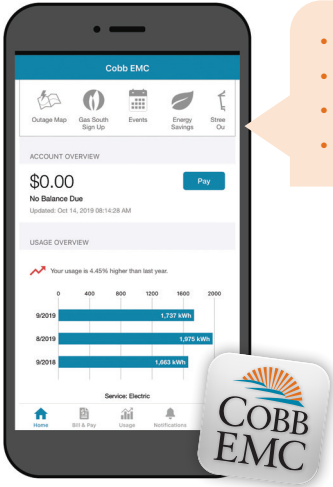 Cobb EMC
Outage Map
Gas South
Sign Up
Events
Energy
Savings
Stree
Ou
ACCOUNT OVERVIEW
$0.00
No Balance Due
Updated: Oct 14, 2019 08:14:28 AM
Pay
USAGE OVERVIEW
Your usage is 4.45% higher than last year.
0 400 800 1200 1600 2000
9/2019 1,737 kWh
8/2019 1,975 kWh
9/2018 1,663 kWh
Service: Electric
Home Bill & Pay Usage Notifications
COBB
EMC